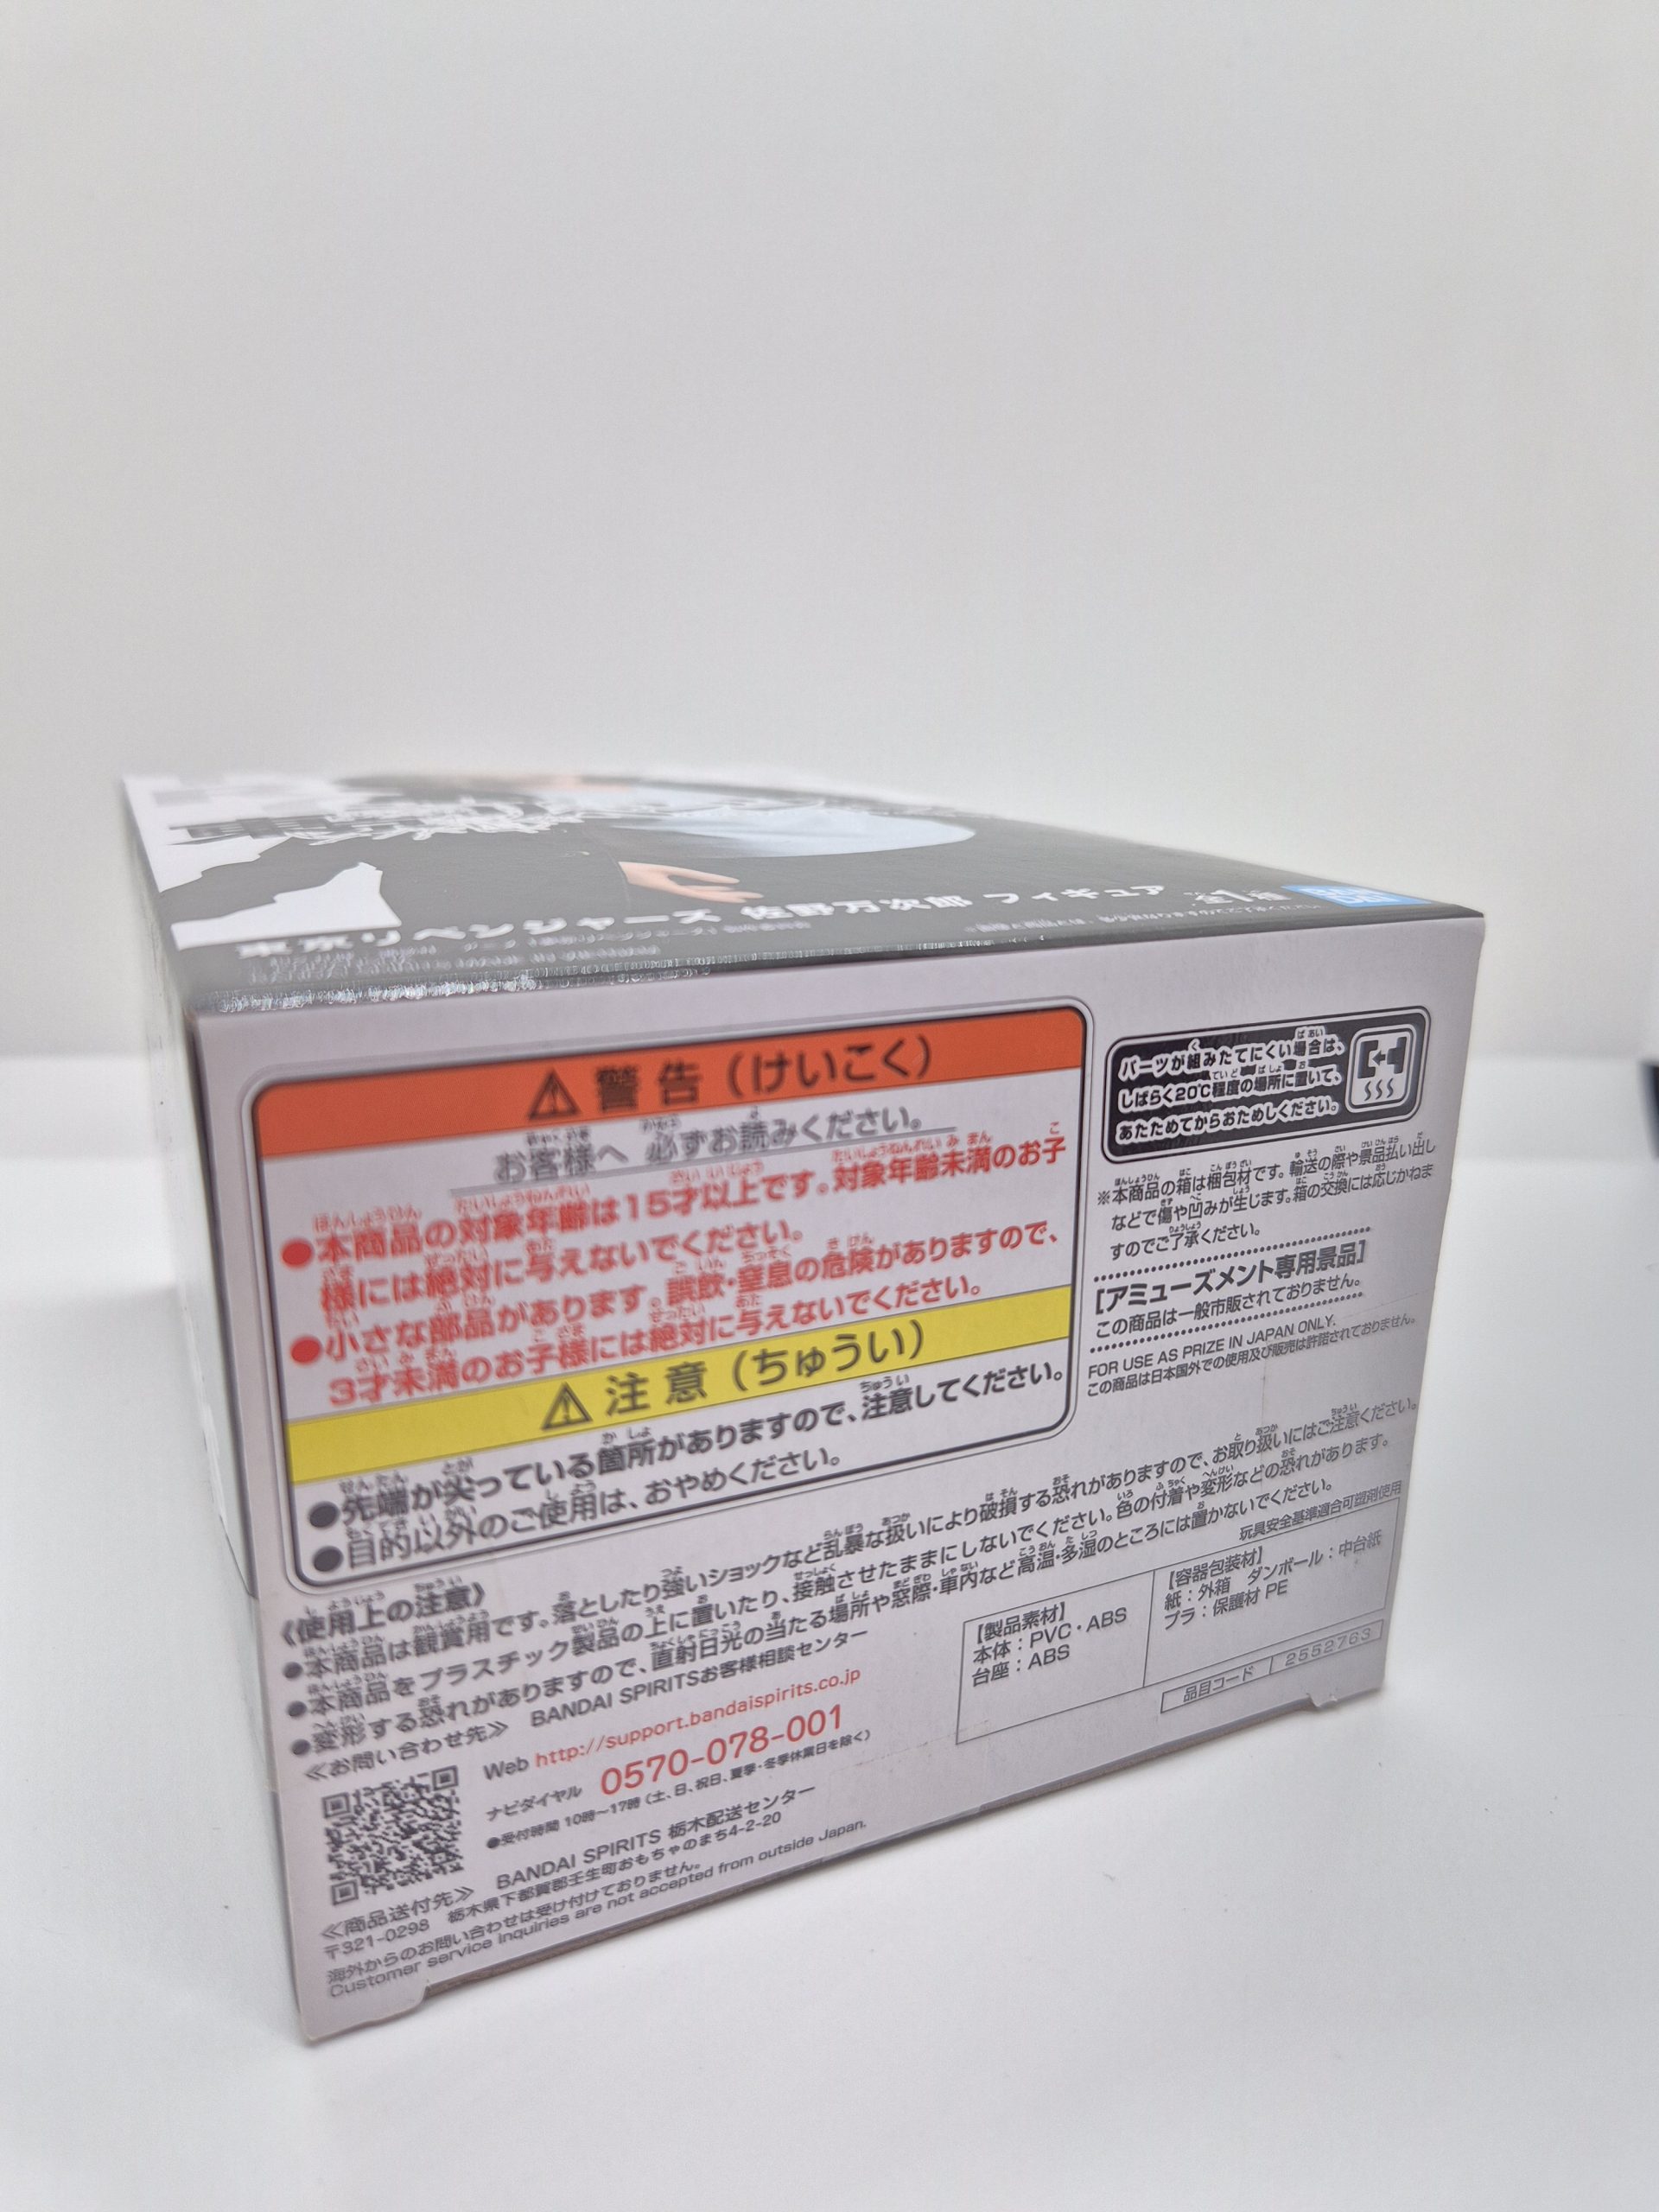 東京リベンジャーズ 佐野万次郎 フィギュア
全1種
警告（けいこく）
お客様へ 必ずお読みください。
●本商品の対象年齢は15才以上です。対象年齢未満のお子
様には絶対に与えないでください。
●小さな部品があります。誤飲・窒息の危険がありますので、
3才未満のお子様には絶対に与えないでください。
注意（ちゅうい）
●先端が尖っている箇所がありますので、注意してください。
●目的以外のご使用は、おやめください。
パーツが組みたてにくい場合は、
しばらく20℃程度の場所に置いて、
あたためてからおためしください。
※本商品の箱は梱包材です。輸送の際や景品払い出し
などで傷や凹みが生じます。箱の交換には応じかねま
すのでご了承ください。
[アミューズメント専用景品]
この商品は一般市販されておりません。
FOR USE AS PRIZE IN JAPAN ONLY.
この商品は日本国外での使用及び販売は許諾されておりません。
《使用上の注意》
●本商品は観賞用です。落としたり強いショックなど乱暴な扱いにより破損する恐れがありますので、お取り扱いにはご注意ください。
●本商品をプラスチック製品の上に置いたり、接触させたままにしないでください。色の付着や変形などの恐れがあります。
●変形する恐れがありますので、直射日光の当たる場所や窓際・車内など高温・多湿のところには置かないでください。
玩具安全基準適合可塑剤使用
≪お問い合わせ先≫ BANDAI SPIRITSお客様相談センター
Web http://support.bandaispirits.co.jp
ナビダイヤル 0570-078-001
●受付時間 10時～17時（土、日、祝日、夏季・冬季休業日を除く）
【製品素材】
本体：PVC・ABS
台座：ABS
【容器包装材】
紙：外箱 ダンボール：中台紙
プラ：保護材 PE
品目コード 2552763
≪商品送付先≫ BANDAI SPIRITS 栃木配送センター
〒321-0298 栃木県下都賀郡壬生町おもちゃのまち4-2-20
海外からのお問い合わせは受け付けておりません。
Customer service inquiries are not accepted from outside Japan.